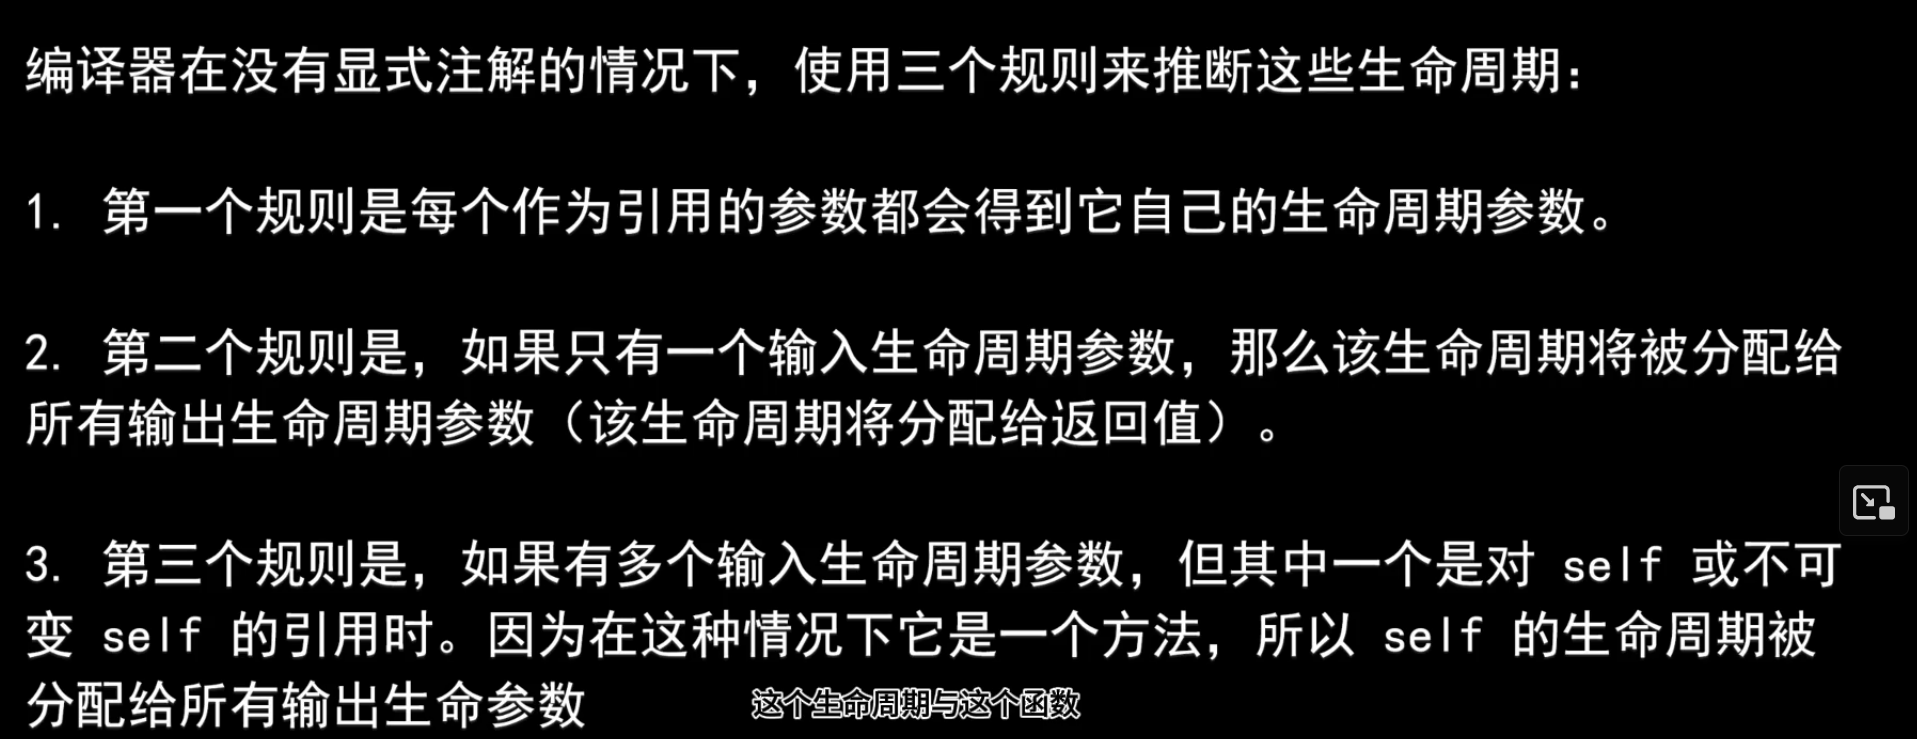 编译器在没有显式注解的情况下，使用三个规则来推断这些生命周期：
1. 第一个规则是每个作为引用的参数都会得到它自己的生命周期参数。
2. 第二个规则是，如果只有一个输入生命周期参数，那么该生命周期将被分配给
所有输出生命周期参数（该生命周期将分配给返回值）。
3. 第三个规则是，如果有多个输入生命周期参数，但其中一个是对 self 或不可
变 self 的引用时。因为在这种情况下它是一个方法，所以 self 的生命周期被
分配给所有输出生命参数
这个生命周期与这个函数